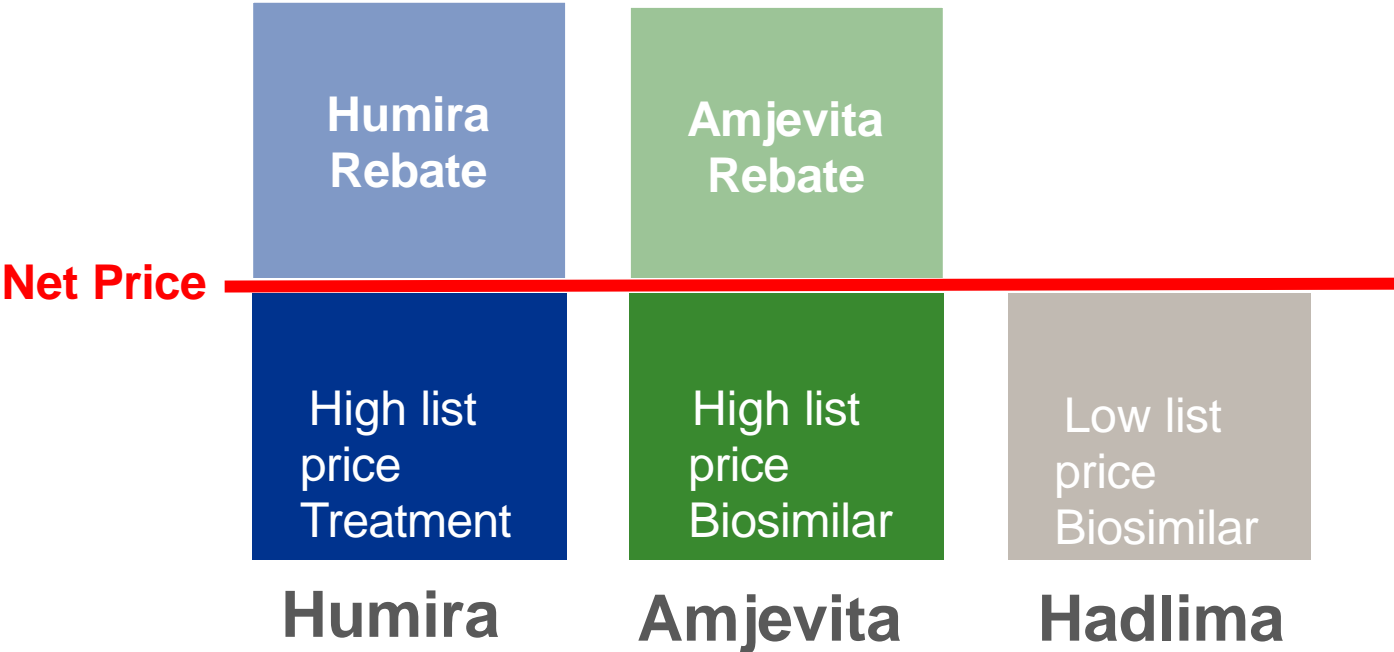 Humira
Rebate
Amjevita
Rebate
Net Price
High list
price
Treatment
High list
price
Biosimilar
Low list
price
Biosimilar
Humira
Amjevita
Hadlima